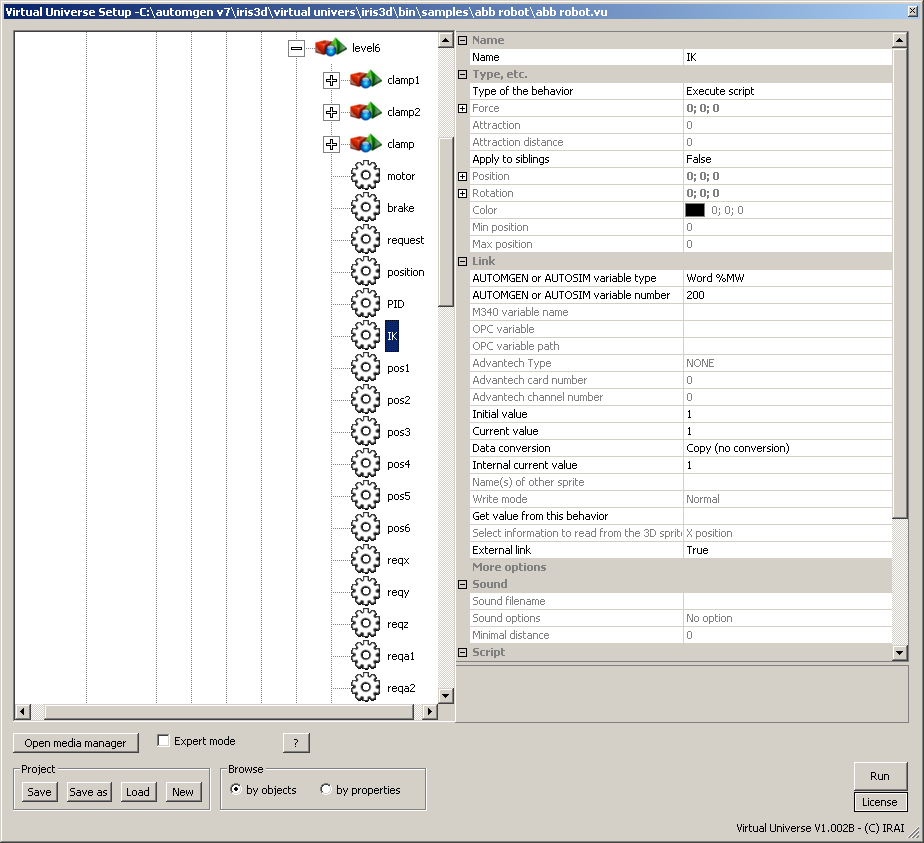 Virtual Universe Setup -C:\automgen v7\iris3d\virtual univers\iris3d\bin\samples\abb robot\abb robot.vu
level6
clamp1
clamp2
clamp
motor
brake
request
position
PID
IK
pos1
pos2
pos3
pos4
pos5
pos6
reqx
reqy
reqz
reqa1
reqa2
Name
Name IK
Type, etc.
Type of the behavior Execute script
Force 0; 0; 0
Attraction 0
Attraction distance 0
Apply to siblings False
Position 0; 0; 0
Rotation 0; 0; 0
Color 0; 0; 0
Min position 0
Max position 0
Link
AUTOMGEN or AUTOSIM variable type Word %MW
AUTOMGEN or AUTOSIM variable number 200
M340 variable name
OPC variable
OPC variable path
Advantech Type NONE
Advantech card number 0
Advantech channel number 0
Initial value 1
Current value 1
Data conversion Copy (no conversion)
Internal current value 1
Name(s) of other sprite
Write mode Normal
Get value from this behavior
Select information to read from the 3D sprit X position
External link True
More options
Sound
Sound filename
Sound options No option
Minimal distance 0
Script
Open media manager Expert mode ?
Project
Save Save as Load New
Browse
by objects by properties
Run
License
Virtual Universe V1.002B - (C) IRAI